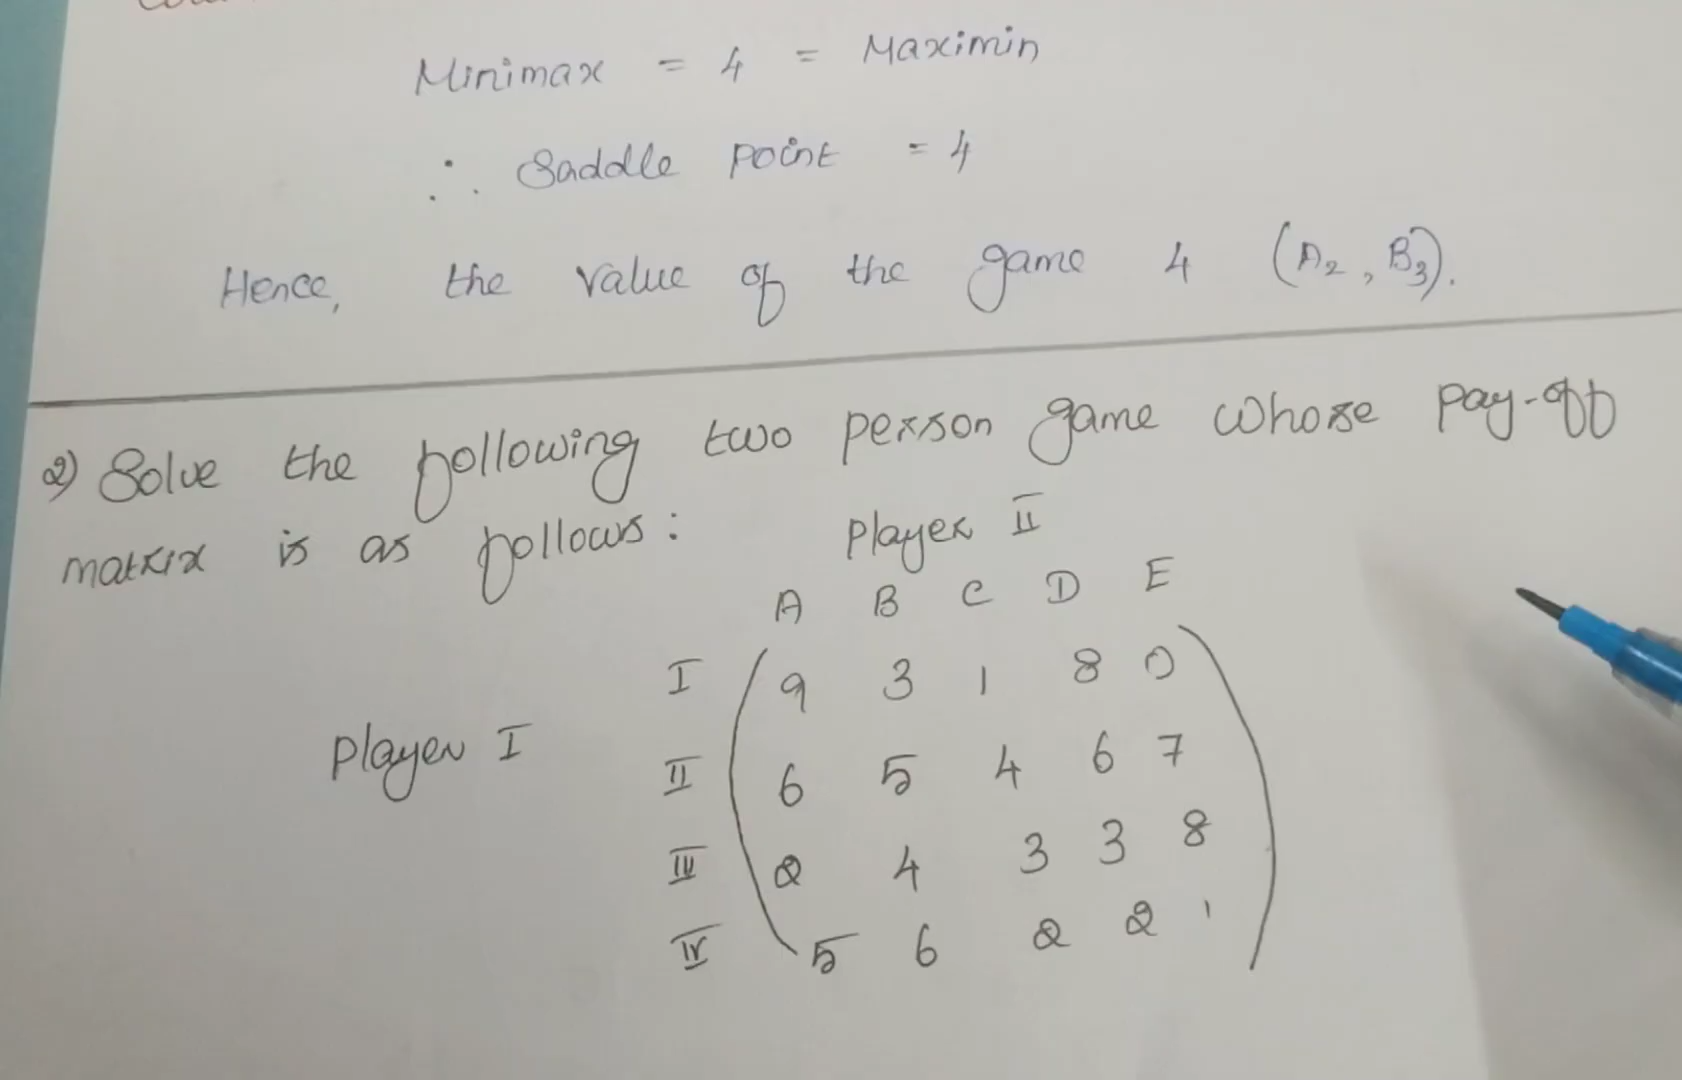 Minimax = 4 = Maximin
∴ Saddle Point = 4
Hence, the value of the game 4 (A₂, B₃).
2) Solve the following two person game whose pay-off
matrix is as follows: Player II
A B C D E
I 9 3 1 8 0
Player I
II 6 5 4 6 7
III 2 4 3 3 8
IV 5 6 2 2 1